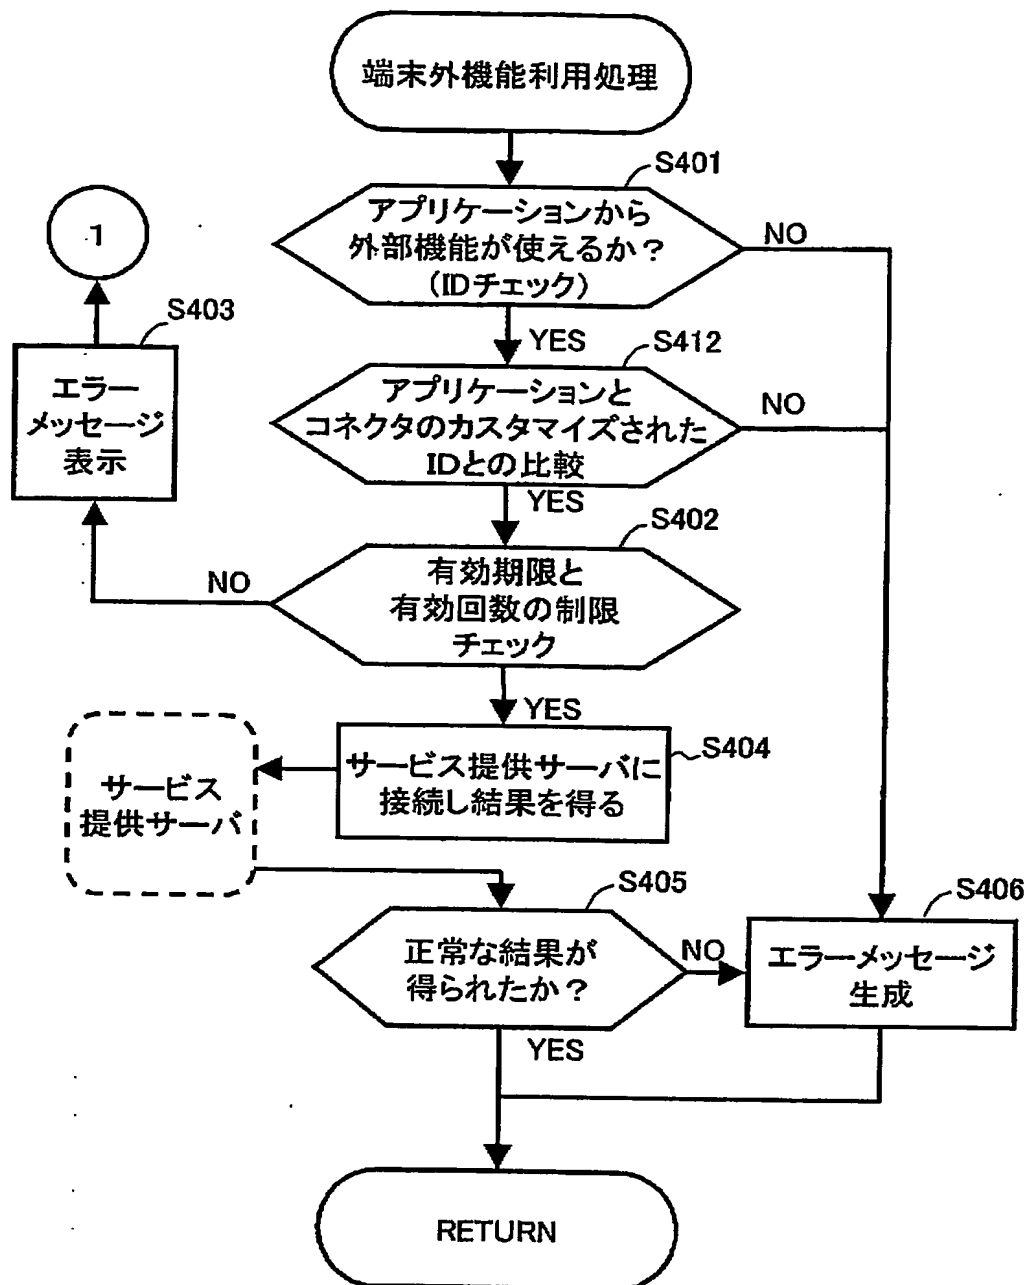 端末外機能利用処理
S401
アプリケーションから
外部機能が使えるか?
(IDチェック)
NO
1
S403
YES
S412
エラー
メッセージ
表示
アプリケーションと
コネクタのカスタマイズされた
IDとの比較
NO
YES
S402
有効期限と
有効回数の制限
チェック
NO
YES
S404
サービス提供サーバに
接続し結果を得る
サービス
提供サーバ
S405
正常な結果が
得られたか?
NO
S406
エラーメッセージ
生成
YES
RETURN